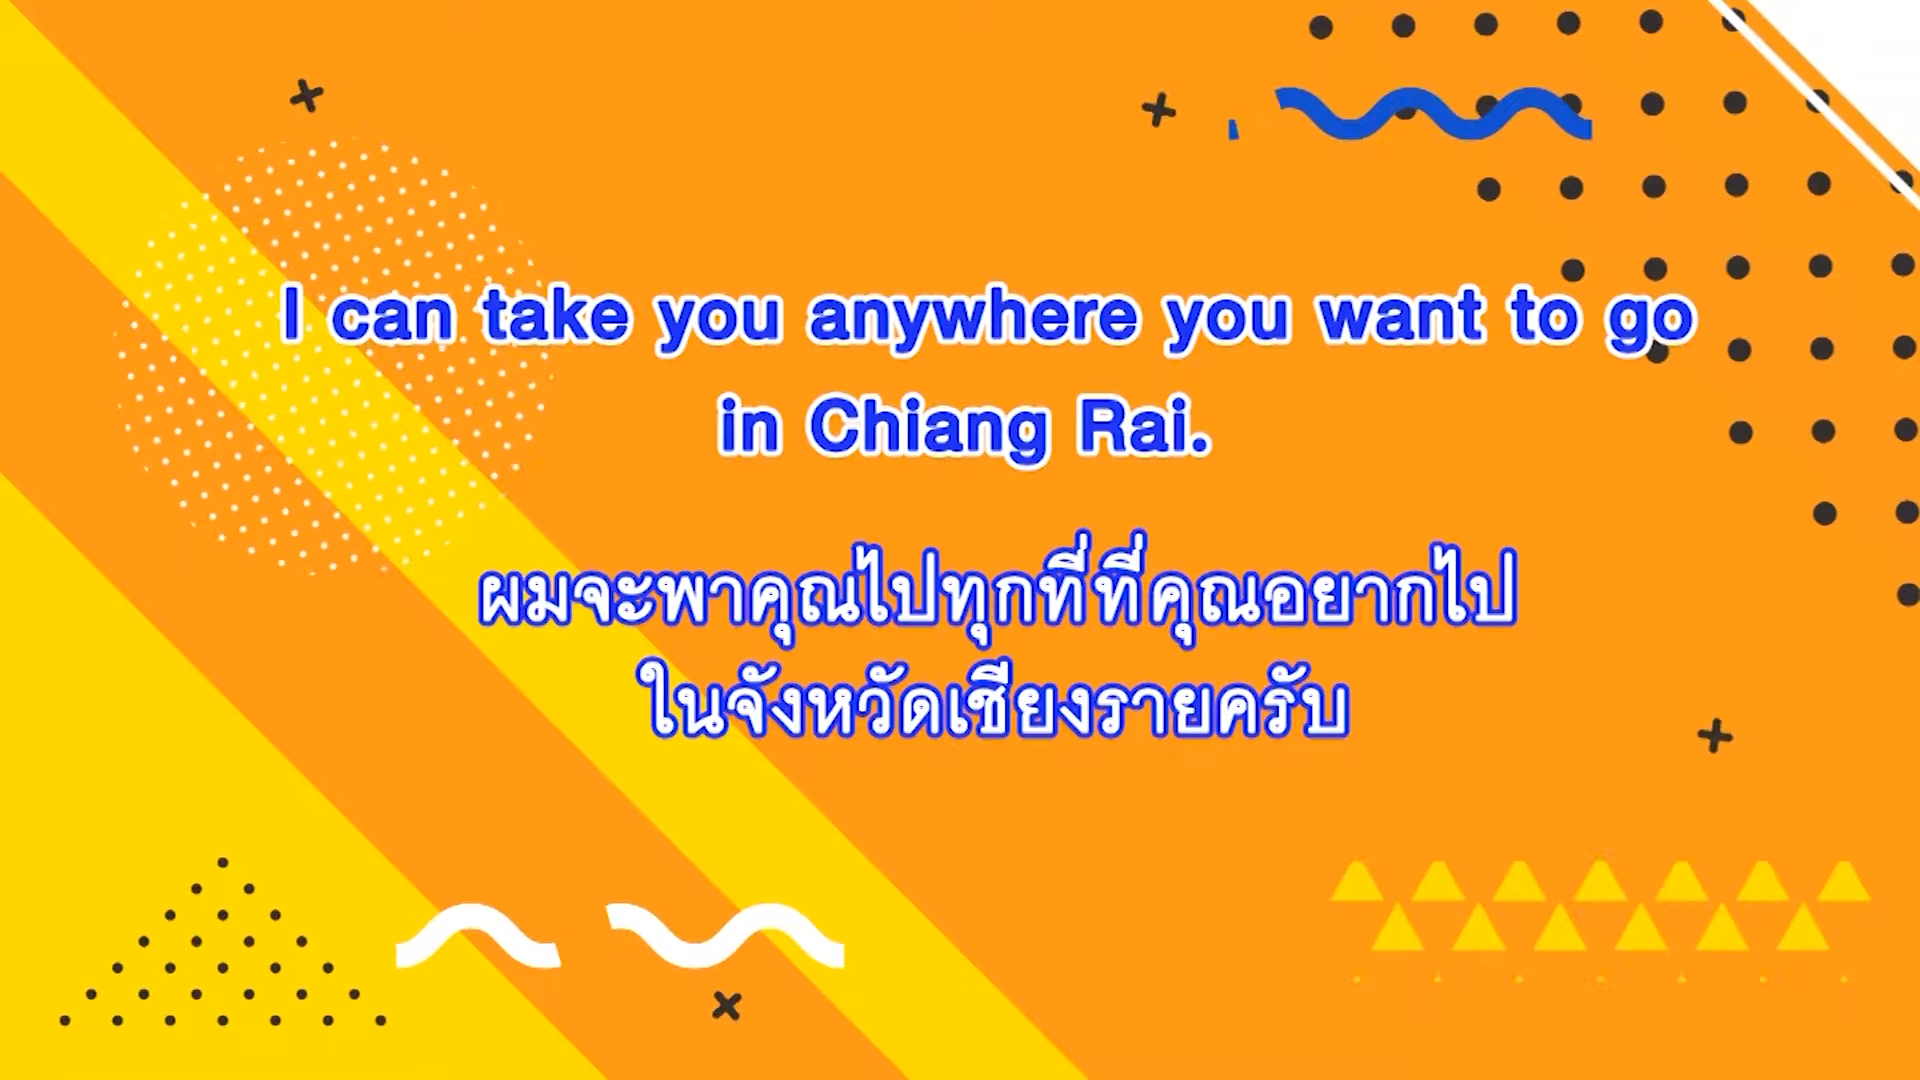 I can take you anywhere you want to go
in Chiang Rai.
ผมจะพาคุณไปทุกที่ที่คุณอยากไป
ในจังหวัดเชียงรายครับ